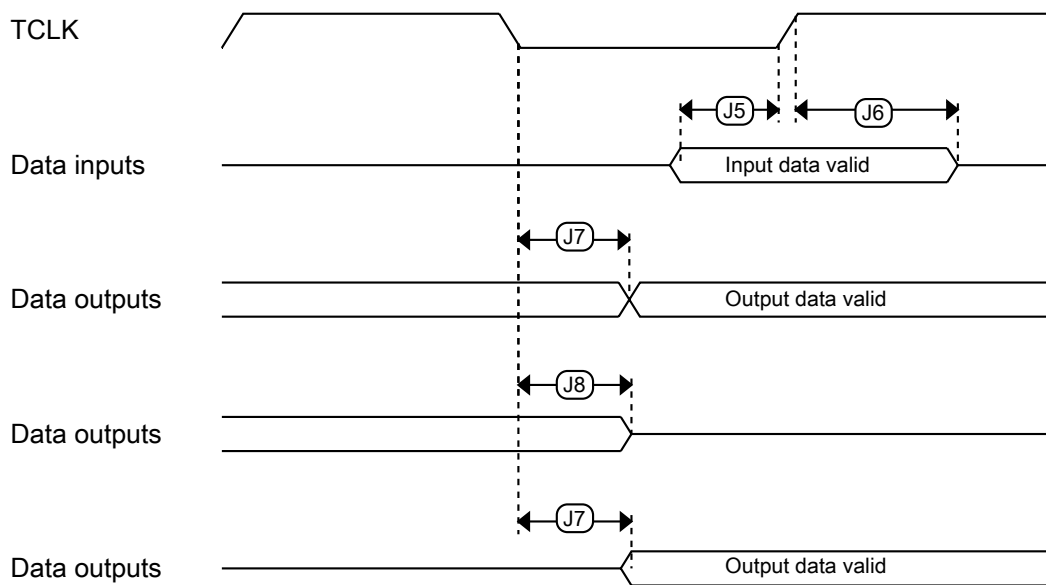 TCLK
J5
J6
Data inputs
Input data valid
J7
Data outputs
Output data valid
J8
Data outputs
J7
Data outputs
Output data valid